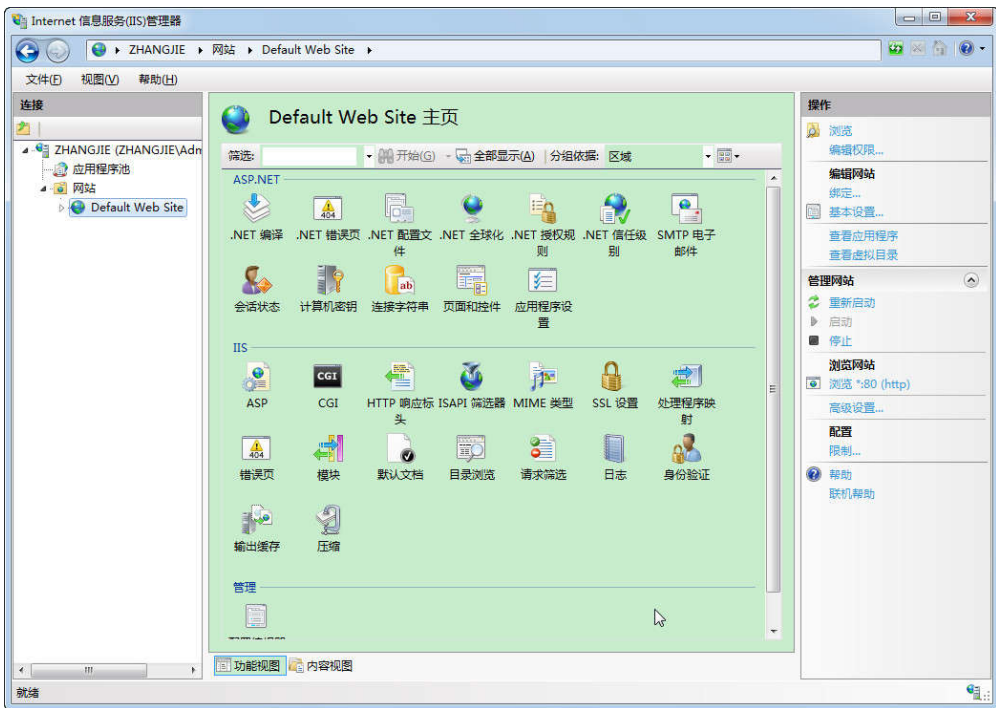 Internet 信息服务(IIS)管理器
ZHANGJIE 网站 Default Web Site
文件(F) 视图(V) 帮助(H)
连接
ZHANGJIE (ZHANGJIE\Adn
应用程序池
网站
Default Web Site
Default Web Site 主页
筛选: 开始(G) 全部显示(A) 分组依据: 区域
ASP.NET
.NET 编译 .NET 错误页 .NET 配置文件 .NET 全球化 .NET 授权规则 .NET 信任级别 SMTP 电子邮件
404
会话状态 计算机密钥 连接字符串 页面和控件 应用程序设置
ab
IIS
CGI
ASP CGI HTTP 响应标头 ISAPI 筛选器 MIME 类型 SSL 设置 处理程序映射
404
错误页 模块 默认文档 目录浏览 请求筛选 日志 身份验证
输出缓存 压缩
管理
功能视图 内容视图
操作
浏览
编辑权限...
编辑网站
绑定...
基本设置...
查看应用程序
查看虚拟目录
管理网站
重新启动
启动
停止
浏览网站
浏览 *:80 (http)
高级设置...
配置
限制...
帮助
联机帮助
就绪